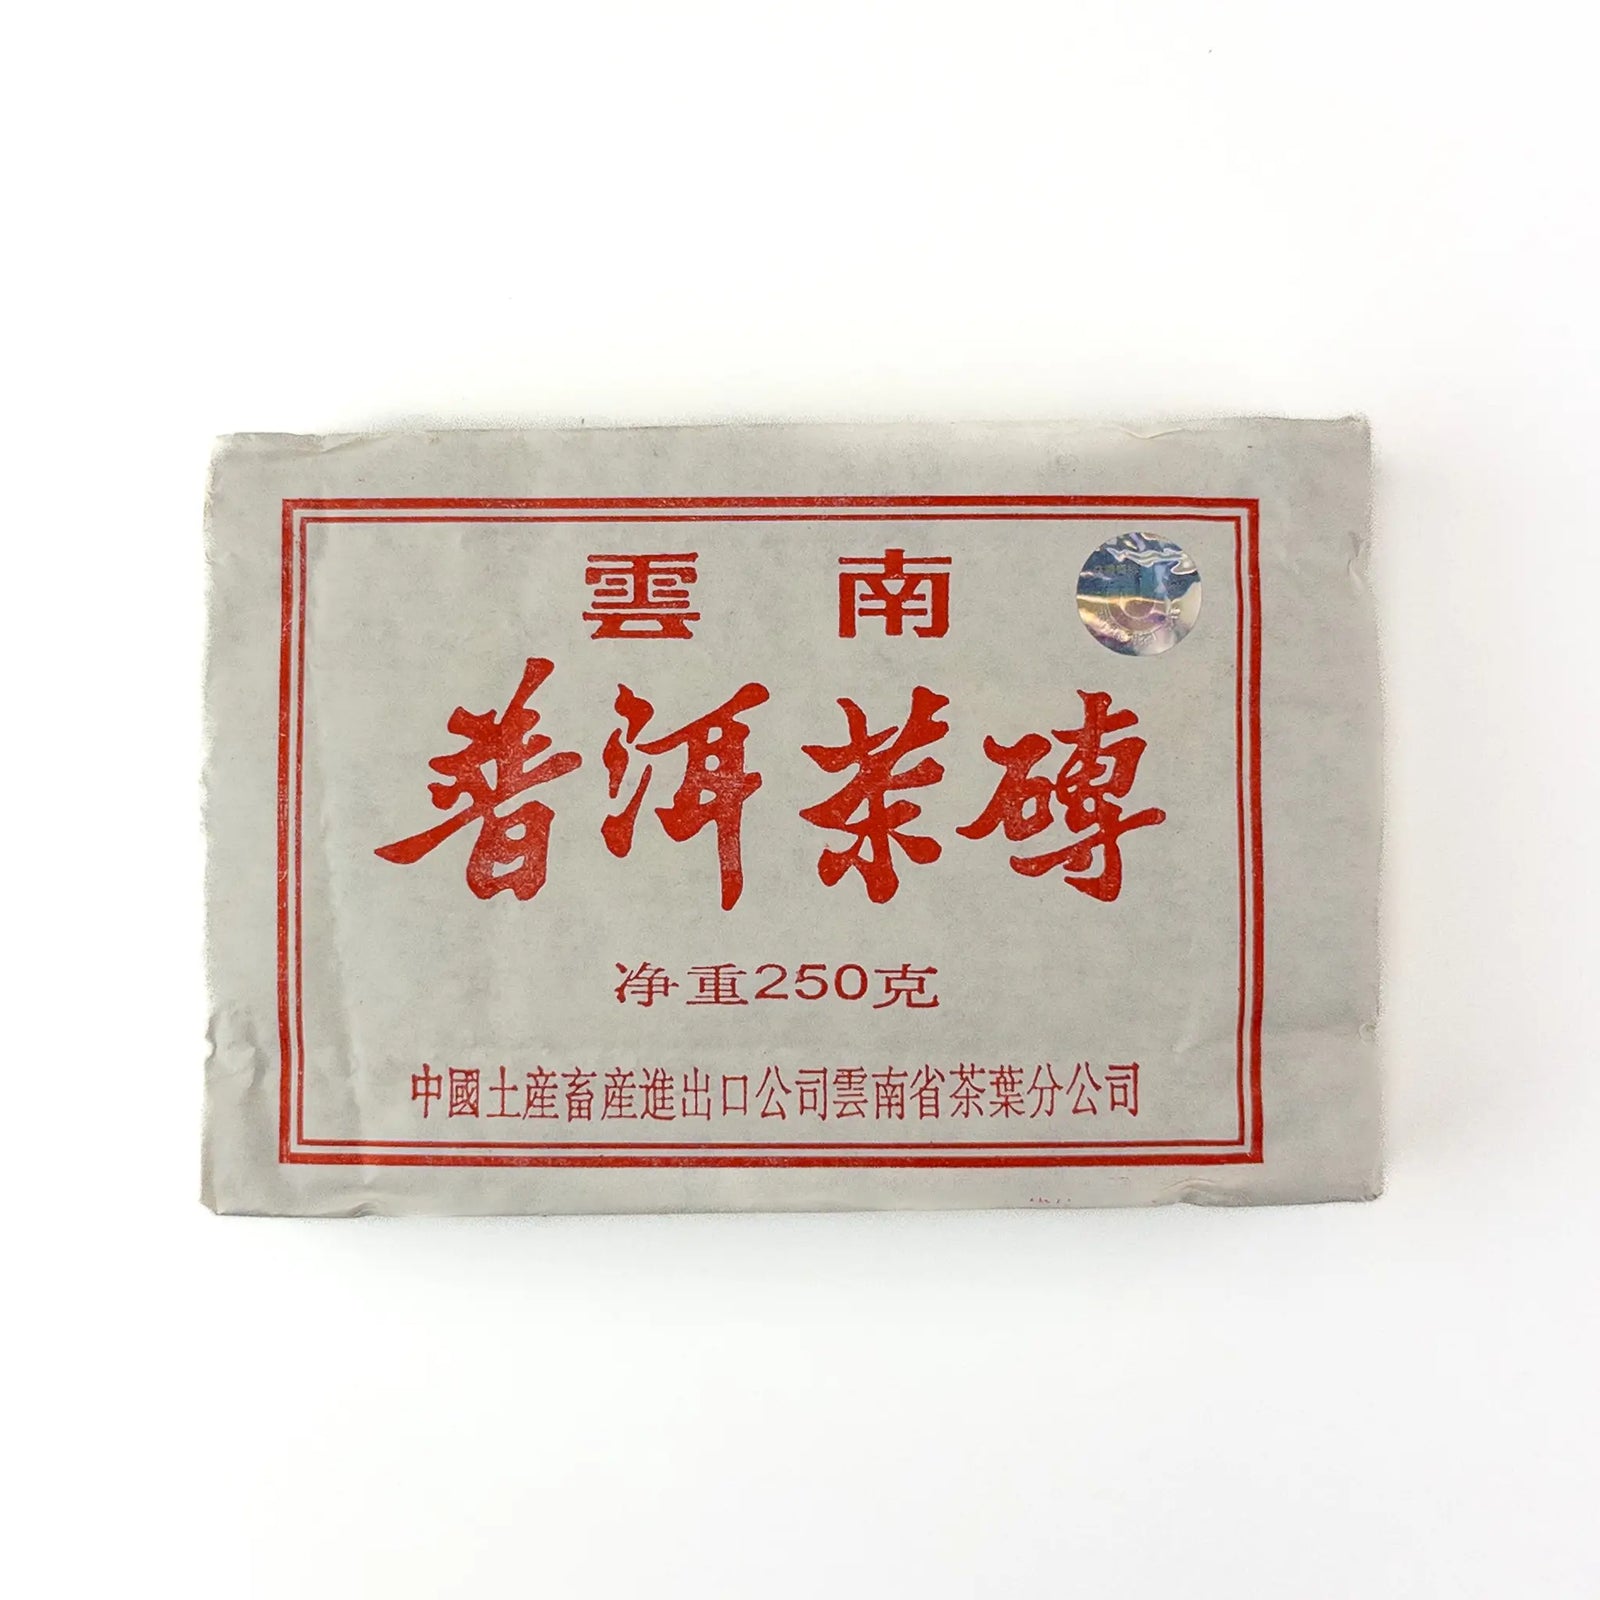 雲南
普洱茶磚
净重250克
中國土産畜産進出口公司雲南省茶葉分公司